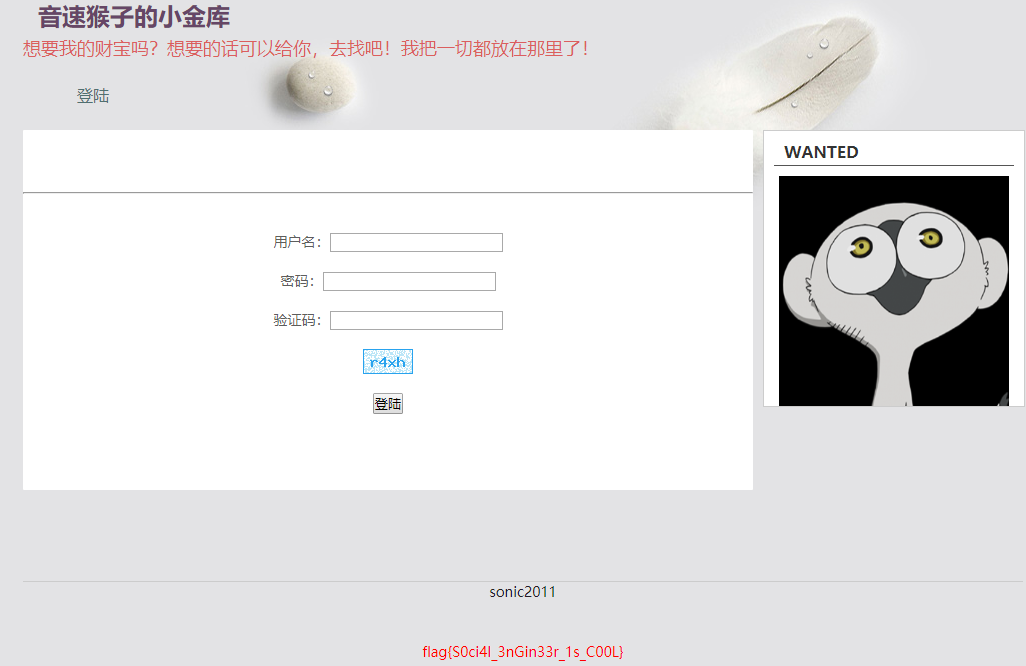 音速猴子的小金库
想要我的财宝吗？想要的话可以给你，去找吧！我把一切都放在那里了！
登陆
WANTED
用户名：
密码：
验证码：
r4xh
登陆
sonic2011
flag{S0ci4l_3nGin33r_1s_C00L}